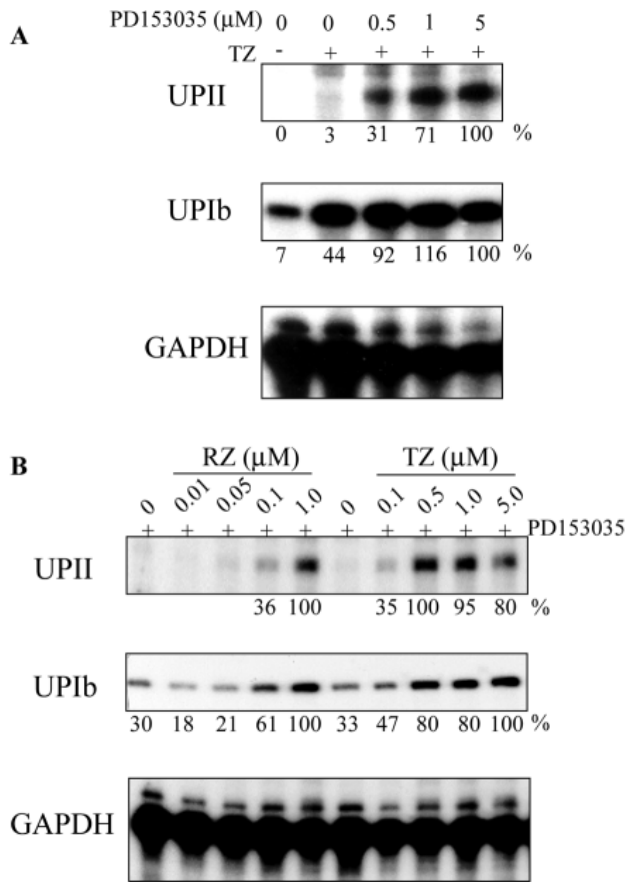 PD153035 (µM) 0 0 0.5 1 5
A
TZ - + + + +
UPII
0 3 31 71 100 %
UPIb
7 44 92 116 100 %
GAPDH
B
RZ (µM) TZ (µM)
0 0.01 0.05 0.1 1.0 0 0.1 0.5 1.0 5.0
+ + + + + + + + + + PD153035
UPII
36 100 35 100 95 80 %
UPIb
30 18 21 61 100 33 47 80 80 100 %
GAPDH